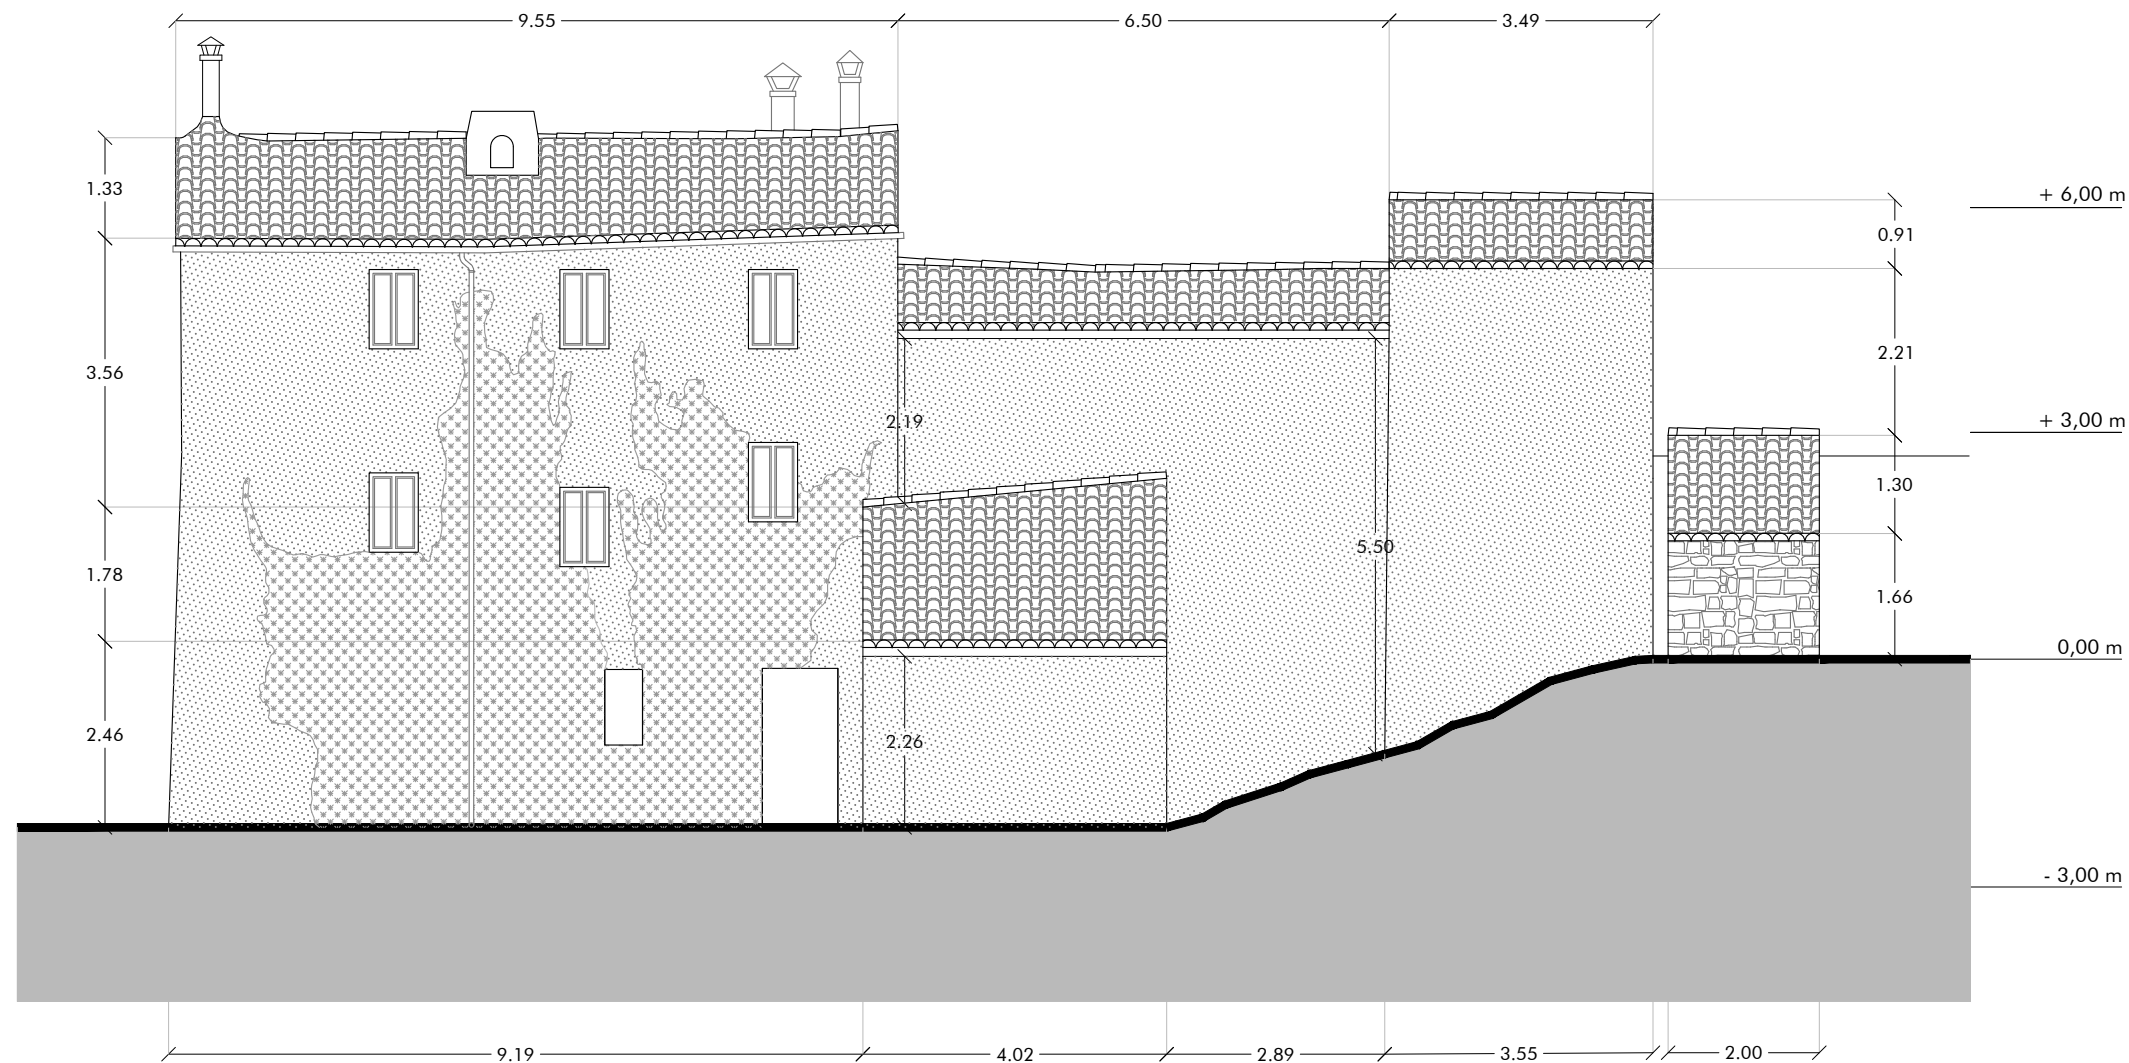 9.55 6.50 3.49
1.33
3.56
1.78
2.46
2.19
2.26
5.50
0.91
2.21
1.30
1.66
+ 6,00 m
+ 3,00 m
0,00 m
- 3,00 m
9.19 4.02 2.89 3.55 2.00